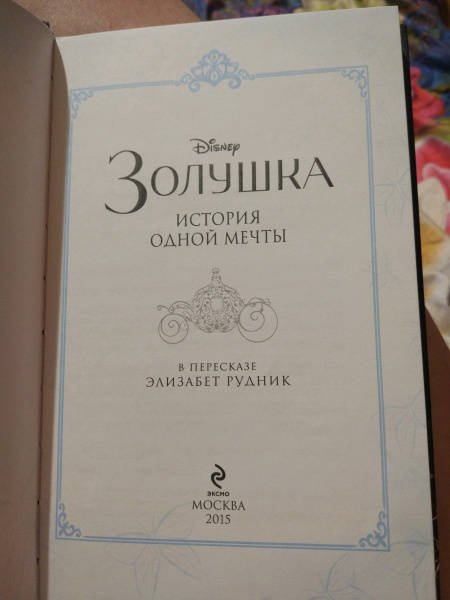 Disney
ЗОЛУШКА
ИСТОРИЯ
ОДНОЙ МЕЧТЫ
В ПЕРЕСКАЗЕ
ЭЛИЗАБЕТ РУДНИК
ЭКСМО
МОСКВА
2015